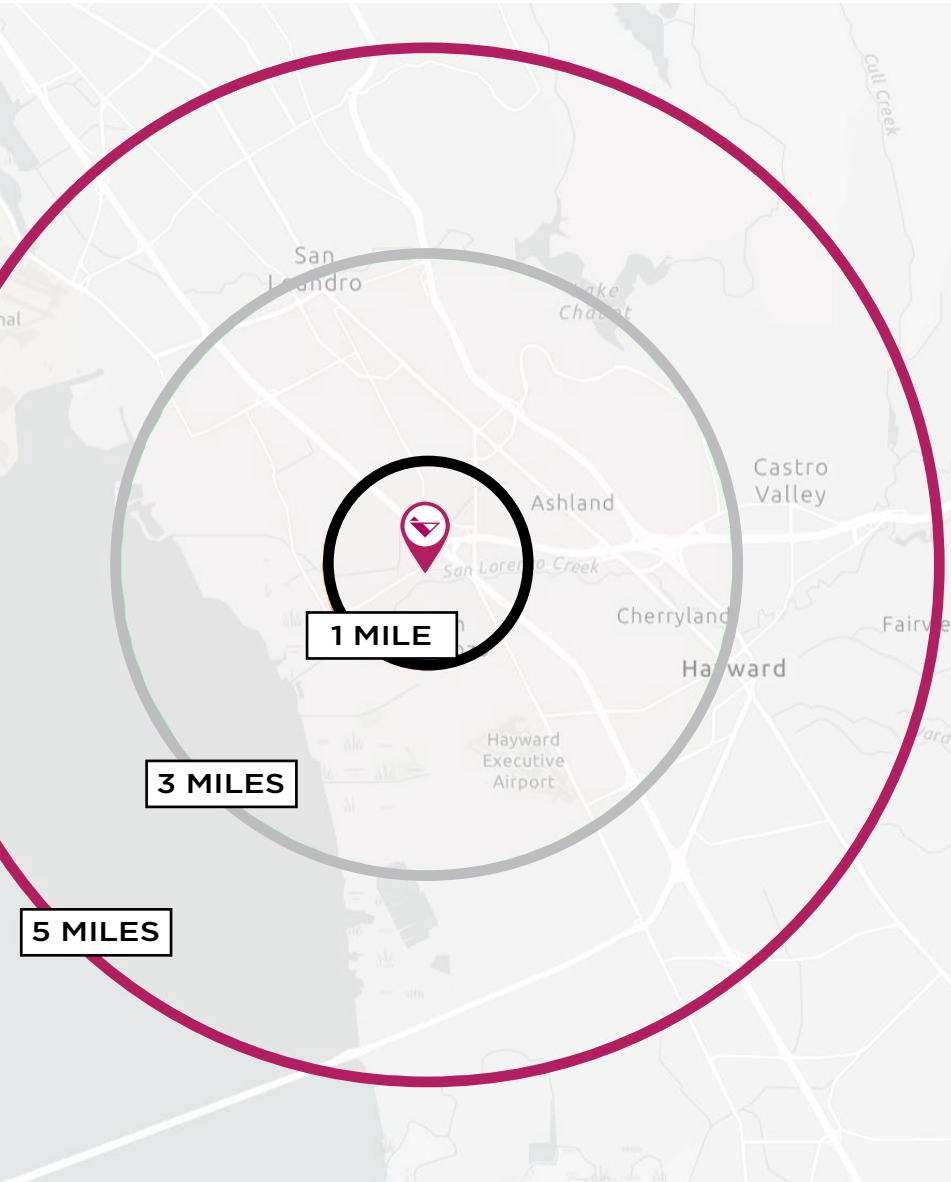 Cull Creek
San
Leandro
Lake
Chabot
nal
Castro
Valley
Ashland
San Lorenzo Creek
1 MILE
Cherryland
Fairvie
Hayward
Hayward
Executive
Airport
3 MILES
5 MILES